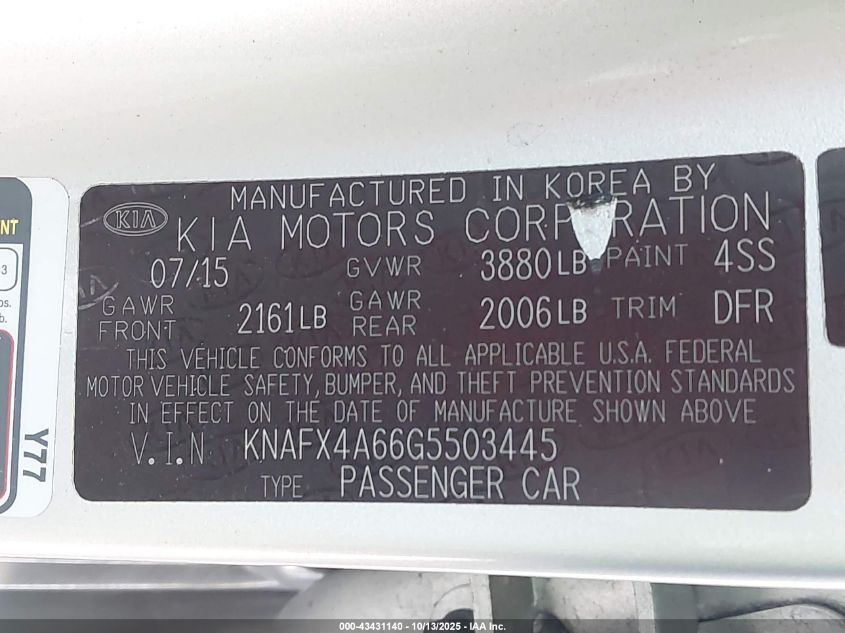 MANUFACTURED IN KOREA BY
KIA
KIA MOTORS CORPORATION
07/15 GVWR 3880LB PAINT 4SS
GAWR FRONT 2161LB GAWR REAR 2006LB TRIM DFR
THIS VEHICLE CONFORMS TO ALL APPLICABLE U.S.A. FEDERAL
MOTOR VEHICLE SAFETY, BUMPER, AND THEFT PREVENTION STANDARDS
IN EFFECT ON THE DATE OF MANUFACTURE SHOWN ABOVE
V.I.N KNAFX4A66G5503445
TYPE PASSENGER CAR
3
Y77
000-43431140 - 10/13/2025 - IAA Inc.